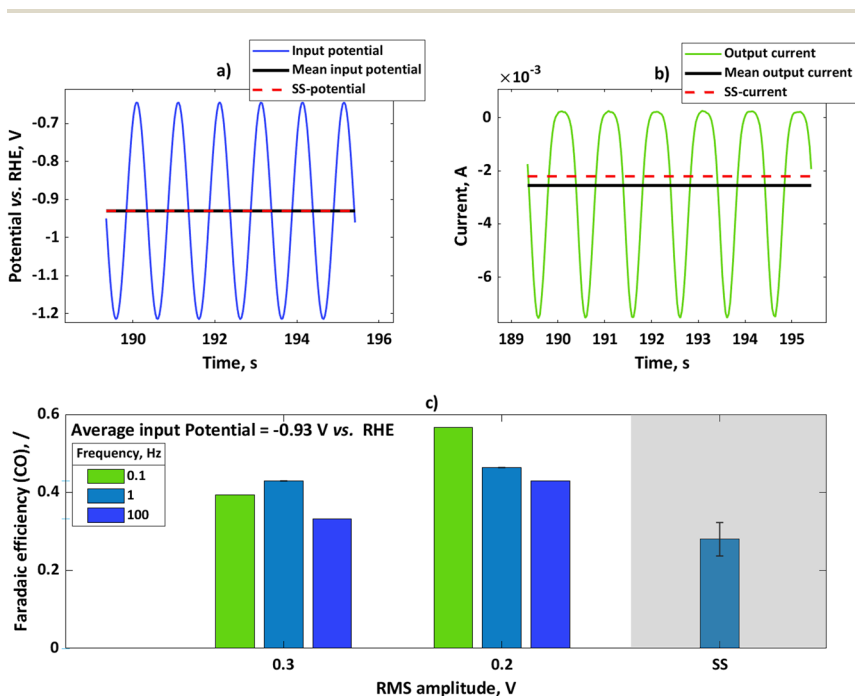 Input potential
Mean input potential
SS-potential
a)
-0.7
-0.8
-0.9
-1
-1.1
-1.2
Potential vs. RHE, V
190
192
194
196
Time, s
Output current
Mean output current
SS-current
b)
×10⁻³
0
-2
-4
-6
Current, A
189
190
191
192
193
194
195
Time, s
c)
Average input Potential = -0.93 V vs. RHE
Frequency, Hz
0.1
1
100
0.6
0.4
0.2
0
Faradaic efficiency (CO), /
0.3
0.2
SS
RMS amplitude, V